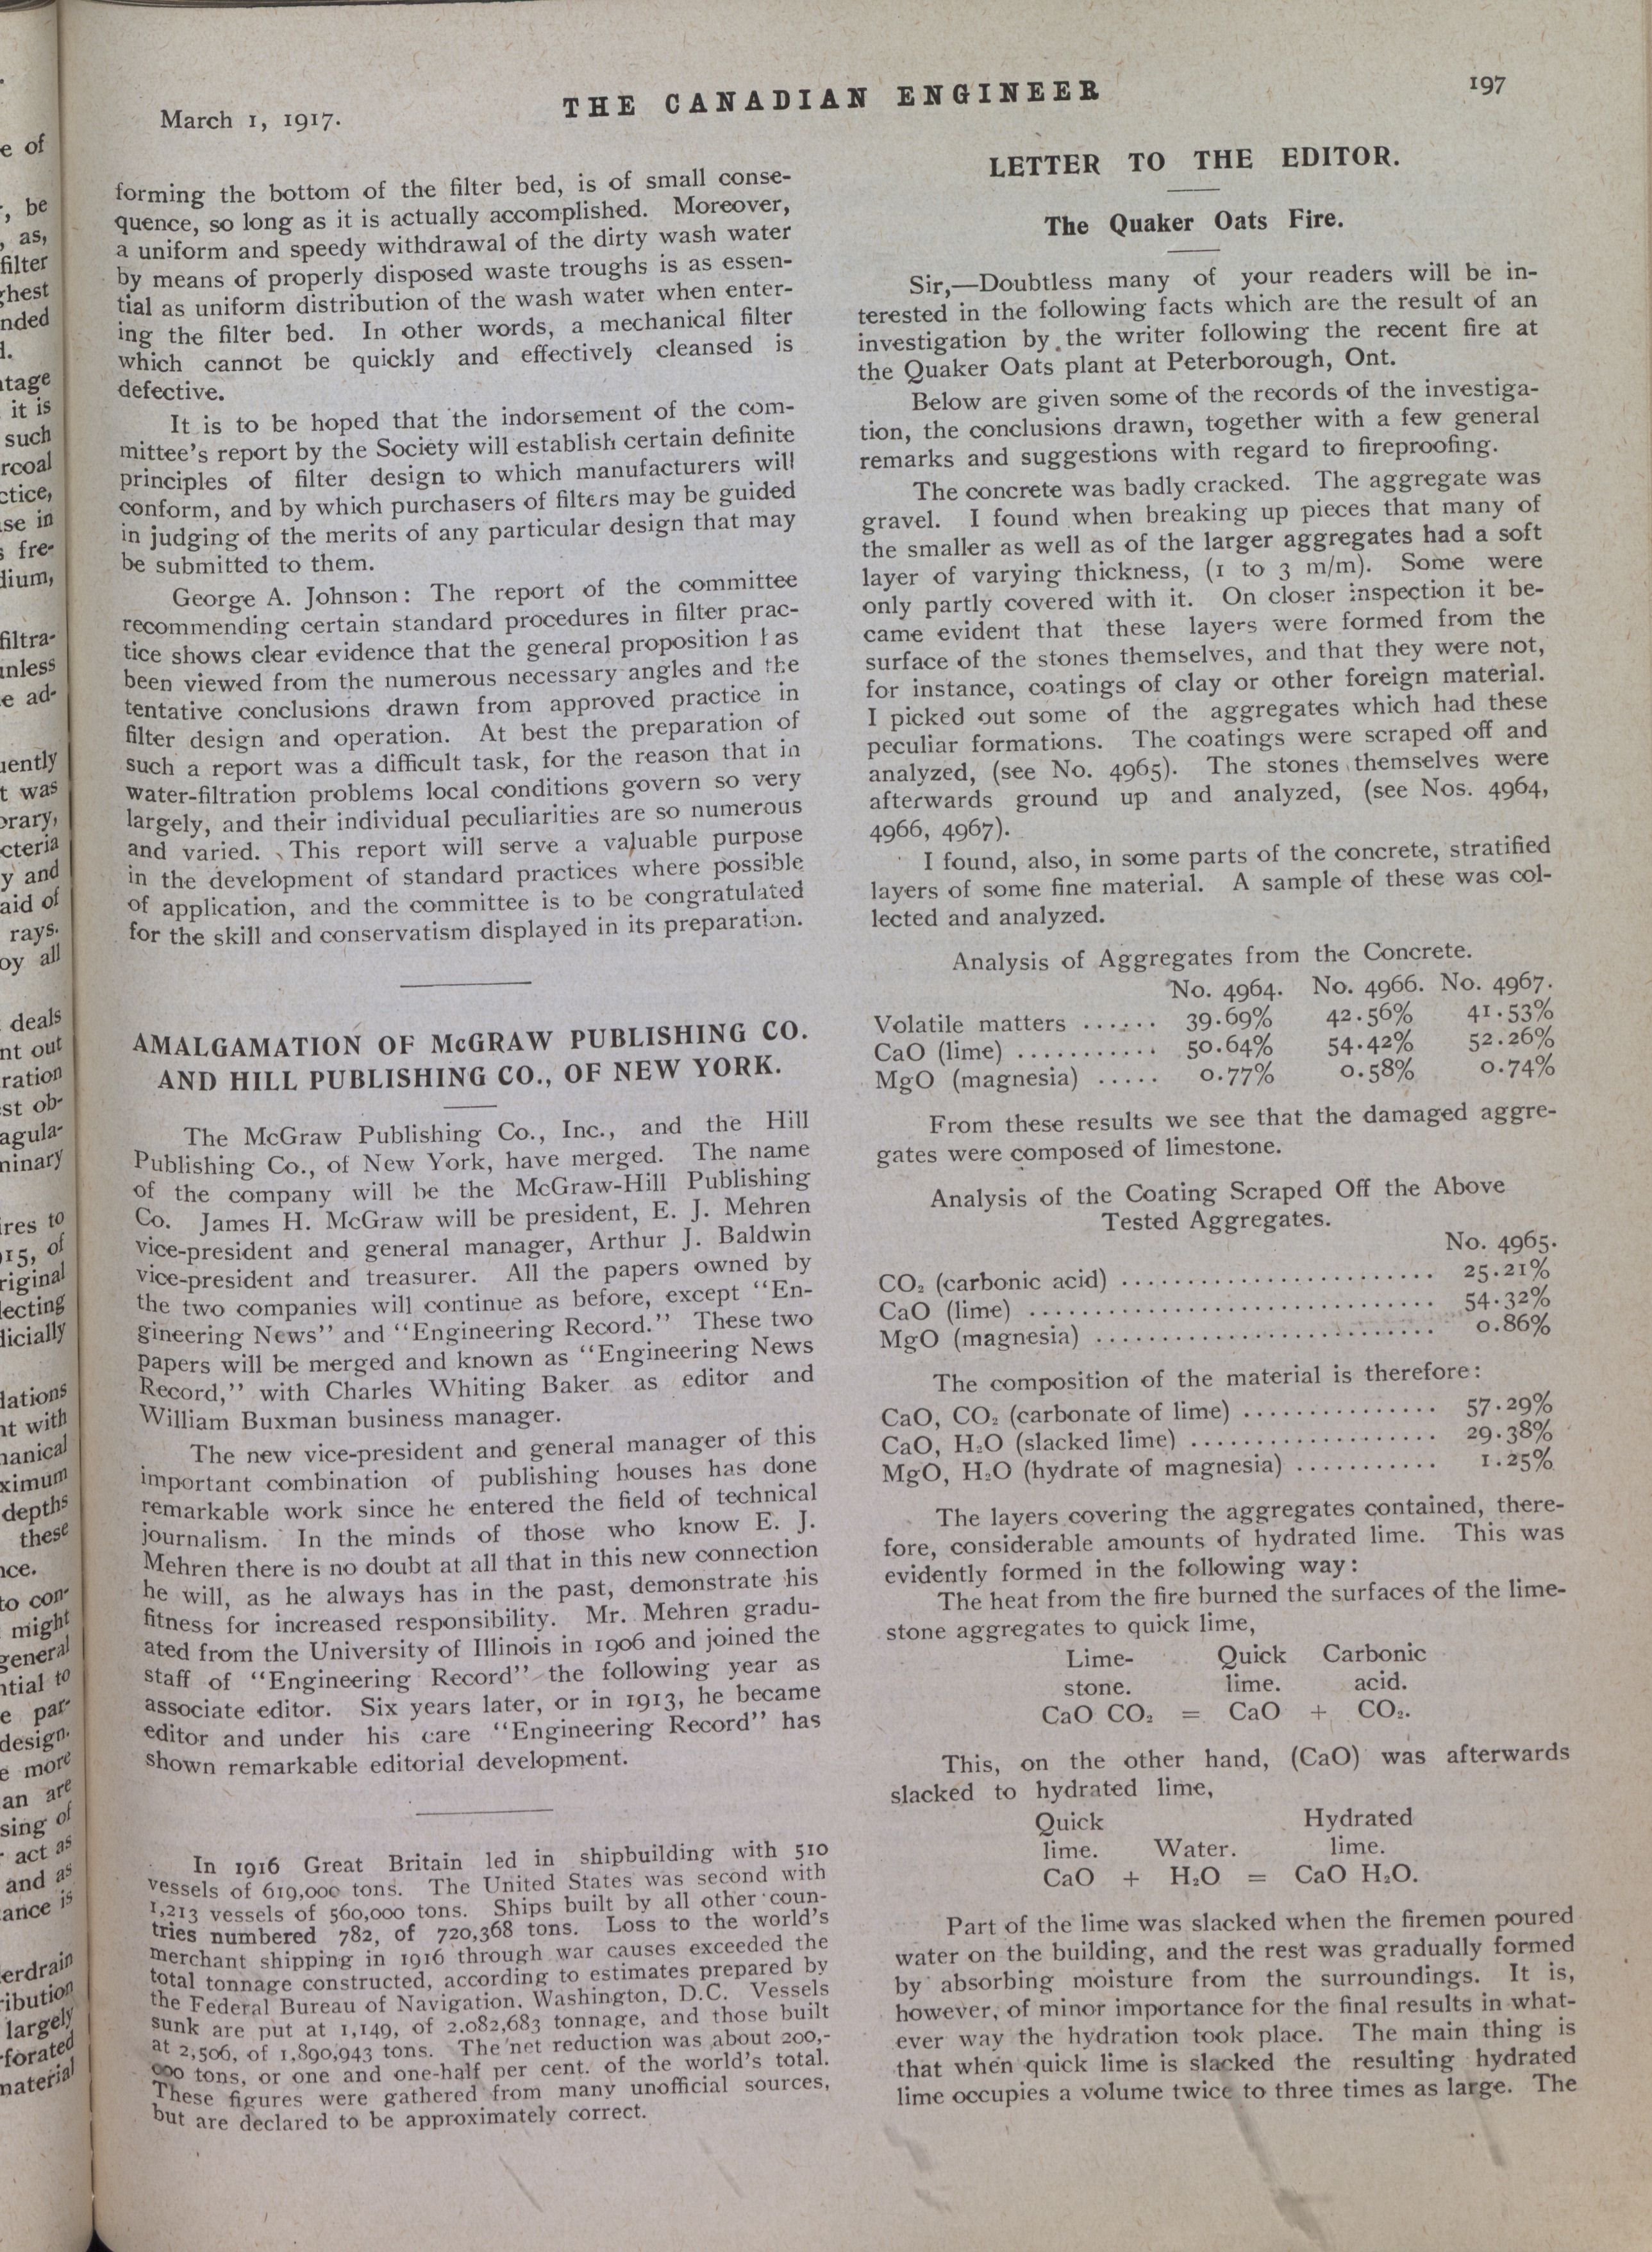 March 1, 1917.
THE CANADIAN ENGINEER
197
forming the bottom of the filter bed, is of small conse-
quence, so long as it is actually accomplished. Moreover,
a uniform and speedy withdrawal of the dirty wash water
by means of properly disposed waste troughs is as essen-
tial as uniform distribution of the wash water when enter-
ing the filter bed. In other words, a mechanical filter
which cannot be quickly and effectively cleansed is
defective.
It is to be hoped that the indorsement of the com-
mittee's report by the Society will establish certain definite
principles of filter design to which manufacturers will
conform, and by which purchasers of filters may be guided
in judging of the merits of any particular design that may
be submitted to them.
George A. Johnson: The report of the committee
recommending certain standard procedures in filter prac-
tice shows clear evidence that the general proposition has
been viewed from the numerous necessary angles and the
tentative conclusions drawn from approved practice in
filter design and operation. At best the preparation of
such a report was a difficult task, for the reason that in
water-filtration problems local conditions govern so very
largely, and their individual peculiarities are so numerous
and varied. This report will serve a valuable purpose
in the development of standard practices where possible
of application, and the committee is to be congratulated
for the skill and conservatism displayed in its preparation.
AMALGAMATION OF McGRAW PUBLISHING CO.
AND HILL PUBLISHING CO., OF NEW YORK.
The McGraw Publishing Co., Inc., and the Hill
Publishing Co., of New York, have merged. The name
of the company will be the McGraw-Hill Publishing
Co. James H. McGraw will be president, E. J. Mehren
vice-president and general manager, Arthur J. Baldwin
vice-president and treasurer. All the papers owned by
the two companies will continue as before, except "En-
gineering News" and "Engineering Record." These two
papers will be merged and known as "Engineering News
Record," with Charles Whiting Baker as editor and
William Buxman business manager.
The new vice-president and general manager of this
important combination of publishing houses has done
remarkable work since he entered the field of technical
journalism. In the minds of those who know E. J.
Mehren there is no doubt at all that in this new connection
he will, as he always has in the past, demonstrate his
fitness for increased responsibility. Mr. Mehren gradu-
ated from the University of Illinois in 1906 and joined the
staff of "Engineering Record" the following year as
associate editor. Six years later, or in 1913, he became
editor and under his care "Engineering Record" has
shown remarkable editorial development.
In 1916 Great Britain led in shipbuilding with 510
vessels of 619,000 tons. The United States was second with
1,213 vessels of 560,000 tons. Ships built by all other coun-
tries numbered 782, of 720,368 tons. Loss to the world's
merchant shipping in 1916 through war causes exceeded the
total tonnage constructed, according to estimates prepared by
the Federal Bureau of Navigation, Washington, D.C. Vessels
sunk are put at 1,149, of 2,082,683 tonnage, and those built
at 2,506, of 1,890,943 tons. The net reduction was about 200,-
000 tons, or one and one-half per cent. of the world's total.
These figures were gathered from many unofficial sources,
but are declared to be approximately correct.
LETTER TO THE EDITOR.
The Quaker Oats Fire.
Sir,—Doubtless many of your readers will be in-
terested in the following facts which are the result of an
investigation by the writer following the recent fire at
the Quaker Oats plant at Peterborough, Ont.
Below are given some of the records of the investiga-
tion, the conclusions drawn, together with a few general
remarks and suggestions with regard to fireproofing.
The concrete was badly cracked. The aggregate was
gravel. I found when breaking up pieces that many of
the smaller as well as of the larger aggregates had a soft
layer of varying thickness, (1 to 3 m/m). Some were
only partly covered with it. On closer inspection it be-
came evident that these layers were formed from the
surface of the stones themselves, and that they were not,
for instance, coatings of clay or other foreign material.
I picked out some of the aggregates which had these
peculiar formations. The coatings were scraped off and
analyzed, (see No. 4965). The stones themselves were
afterwards ground up and analyzed, (see Nos. 4964,
4966, 4967).
I found, also, in some parts of the concrete, stratified
layers of some fine material. A sample of these was col-
lected and analyzed.
Analysis of Aggregates from the Concrete.
No. 4964. No. 4966. No. 4967.
Volatile matters ...... 39.69% 42.56% 41.53%
CaO (lime) ........... 50.64% 54.42% 52.26%
MgO (magnesia) ..... 0.77% 0.58% 0.74%
From these results we see that the damaged aggre-
gates were composed of limestone.
Analysis of the Coating Scraped Off the Above
Tested Aggregates.
No. 4965.
CO₂ (carbonic acid) ........................ 25.21%
CaO (lime) ............................... 54.32%
MgO (magnesia) .......................... 0.86%
The composition of the material is therefore:
CaO, CO₂ (carbonate of lime) ............... 57.29%
CaO, H₂O (slacked lime) ................... 29.38%
MgO, H₂O (hydrate of magnesia) ........... 1.25%
The layers covering the aggregates contained, there-
fore, considerable amounts of hydrated lime. This was
evidently formed in the following way:
The heat from the fire burned the surfaces of the lime-
stone aggregates to quick lime,
Lime- Quick Carbonic
stone. lime. acid.
CaO CO₂ = CaO + CO₂.
This, on the other hand, (CaO) was afterwards
slacked to hydrated lime,
Quick Hydrated
lime. Water. lime.
CaO + H₂O = CaO H₂O.
Part of the lime was slacked when the firemen poured
water on the building, and the rest was gradually formed
by absorbing moisture from the surroundings. It is,
however, of minor importance for the final results in what-
ever way the hydration took place. The main thing is
that when quick lime is slacked the resulting hydrated
lime occupies a volume twice to three times as large. The